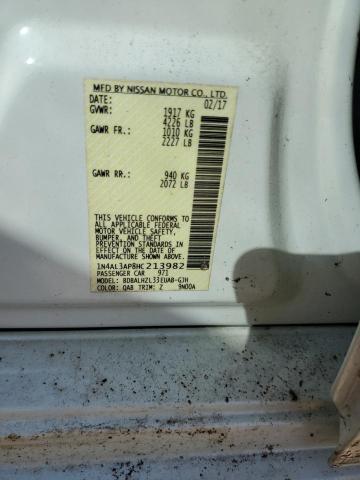 MFD BY NISSAN MOTOR CO., LTD.
DATE: 02/17
GVWR: 1917 KG
4226 LB
GAWR FR.: 1010 KG
2227 LB
GAWR RR.: 940 KG
2072 LB
THIS VEHICLE CONFORMS TO
ALL APPLICABLE FEDERAL
MOTOR VEHICLE SAFETY,
BUMPER, AND THEFT
PREVENTION STANDARDS
IN EFFECT ON THE DATE OF
MANUFACTURE SHOWN ABOVE.
1N4AL3AP8HC213982
PASSENGER CAR 971
MODEL: BDBALHZL33EUAB-GJH
COLOR: QAB TRIM: Z 9N00A